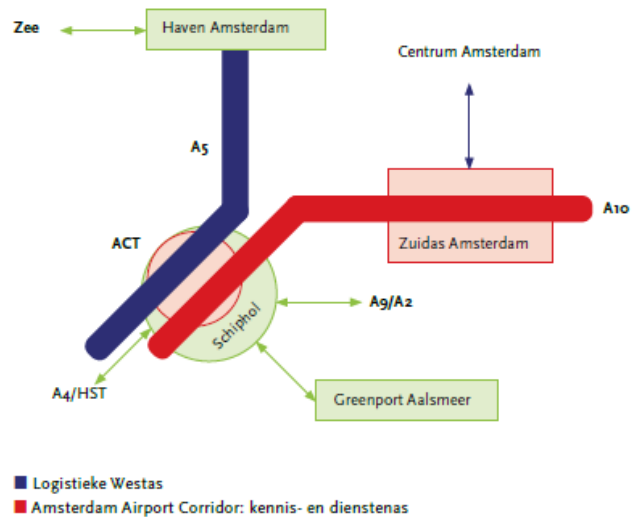 Zee
Haven Amsterdam
Centrum Amsterdam
A5
A10
ACT
Zuidas Amsterdam
Schiphol
A9/A2
A4/HST
Greenport Aalsmeer
Logistieke Westas
Amsterdam Airport Corridor: kennis- en dienstenas